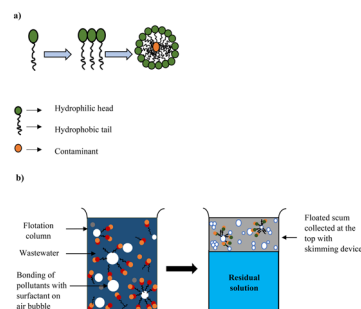 a)
Hydrophilic head
Hydrophobic tail
Contaminant
b)
Flotation
column
Wastewater
Bonding of
pollutants with
surfactant on
air bubble
Residual
solution
Floated scum
collected at the
top with
skimming device